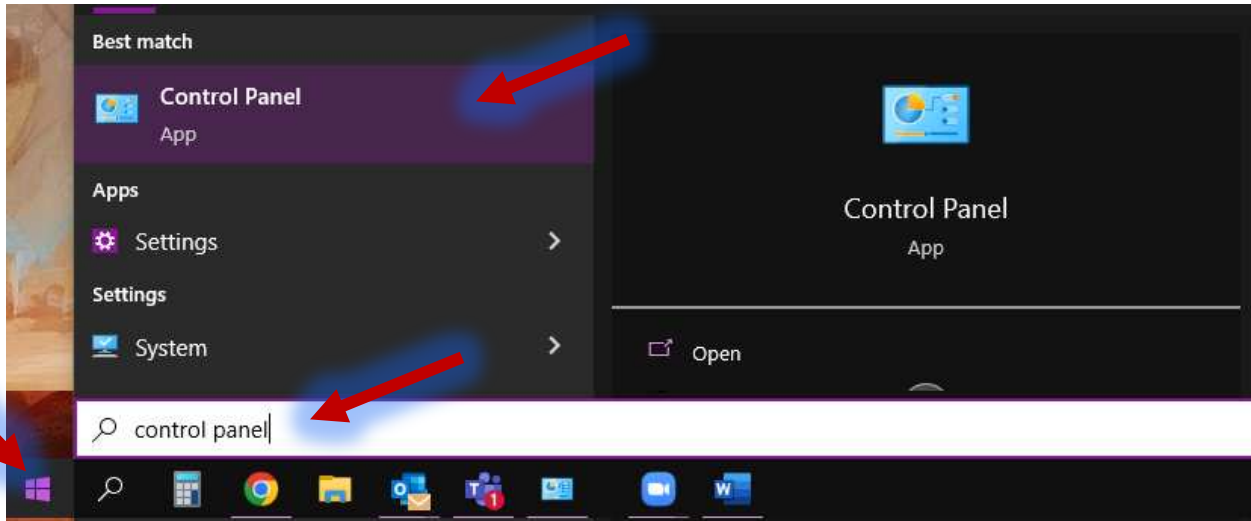 Best match
Control Panel
App
Apps
Settings
Settings
System
control panel
Control Panel
App
Open